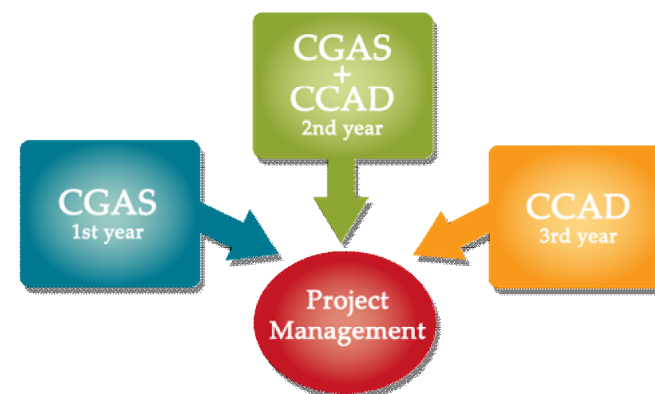 CGAS
+
CCAD
2nd year
CGAS
1st year
CCAD
3rd year
Project
Management